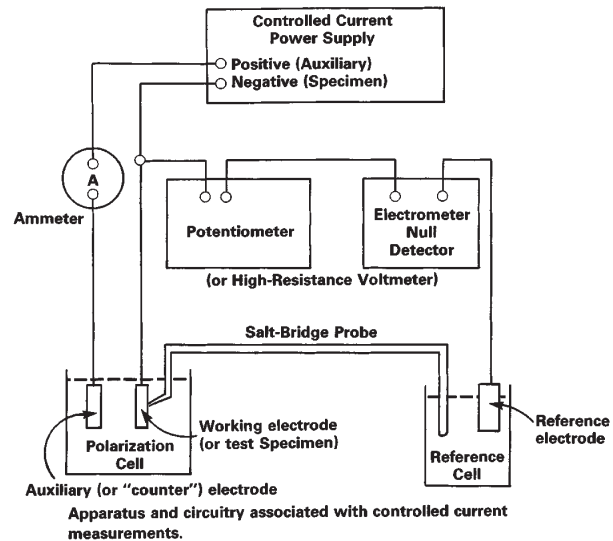 Controlled Current
Power Supply
Positive (Auxiliary)
Negative (Specimen)
A
Ammeter
Potentiometer
Electrometer
Null
Detector
(or High-Resistance Voltmeter)
Salt-Bridge Probe
Working electrode
(or test Specimen)
Polarization
Cell
Reference
electrode
Reference
Cell
Auxiliary (or "counter") electrode
Apparatus and circuitry associated with controlled current
measurements.